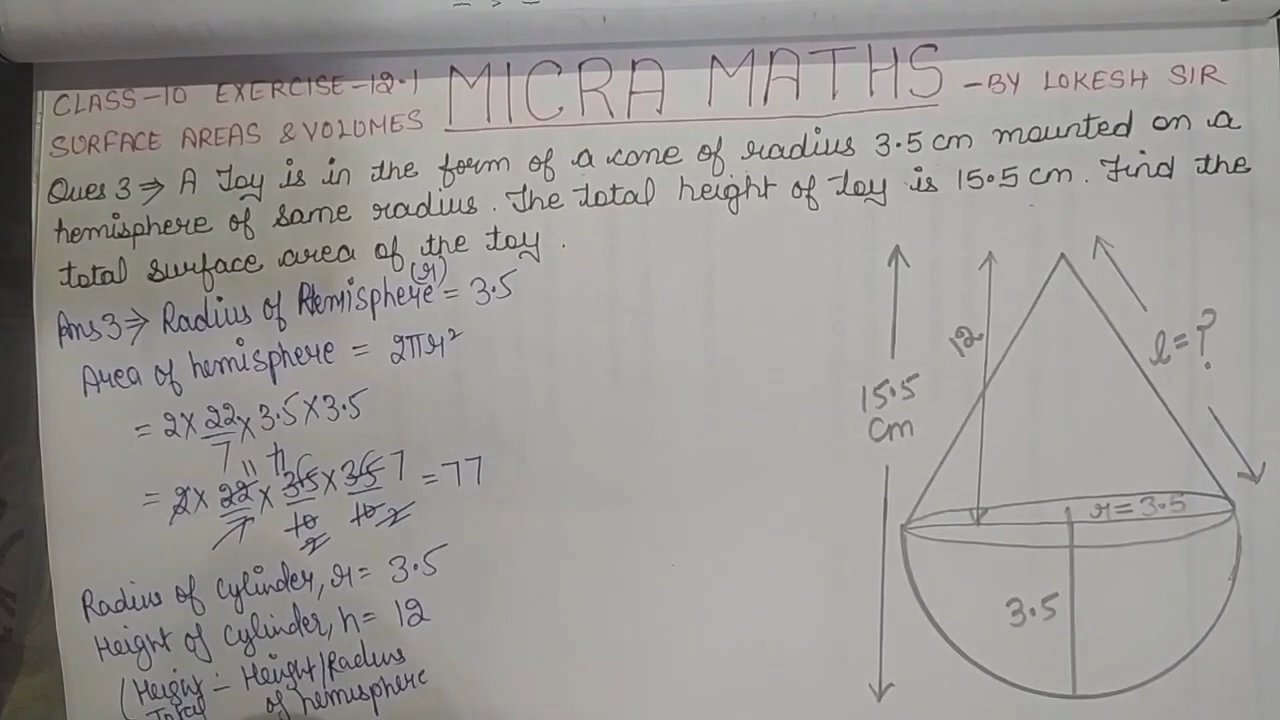 CLASS-10 EXERCISE-12.1 MICRA MATHS -BY LOKESH SIR
SURFACE AREAS & VOLUMES
Ques 3 ⇒ A Toy is in the form of a cone of radius 3.5 cm mounted on a
hemisphere of same radius. The total height of toy is 15.5 cm. Find the
total surface area of the toy.
Ans 3 ⇒ Radius of Hemisphere (r) = 3.5
Area of hemisphere = 2πr²
= 2 × 22/7 × 3.5 × 3.5
= 2 × 22/7 × 35/10 × 35/10 = 77
Radius of cylinder, r = 3.5
Height of cylinder, h = 12
(Height - Height/Radius
Total of hemisphere
15.5
cm
12
l = ?
r = 3.5
3.5